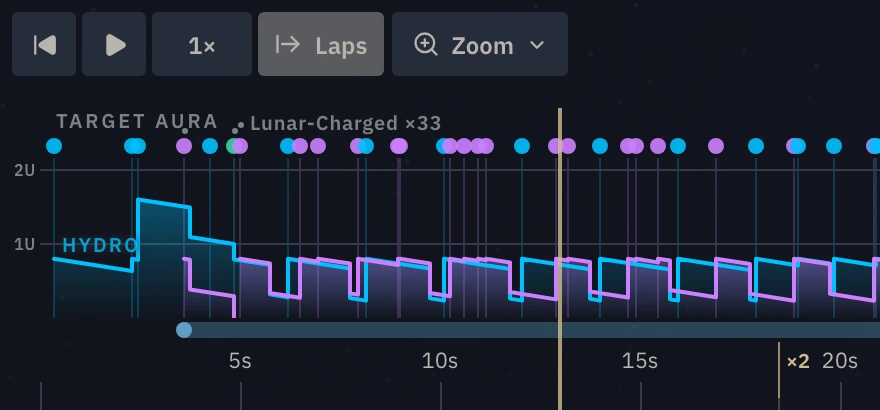 1×
Laps
Zoom
TARGET AURA
Lunar-Charged ×33
2U
1U
HYDRO
5s
10s
15s
×2
20s